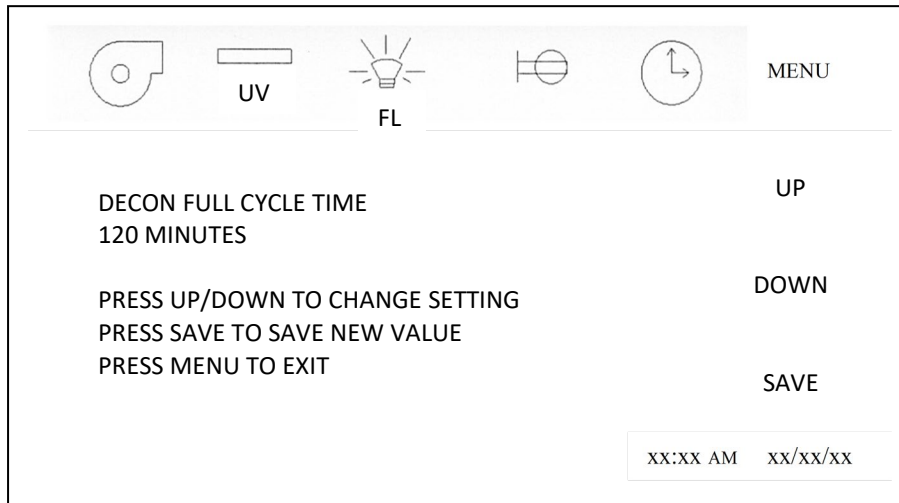 MENU
UV
FL
UP
DECON FULL CYCLE TIME
120 MINUTES
DOWN
PRESS UP/DOWN TO CHANGE SETTING
PRESS SAVE TO SAVE NEW VALUE
PRESS MENU TO EXIT
SAVE
xx:xx AM xx/xx/xx